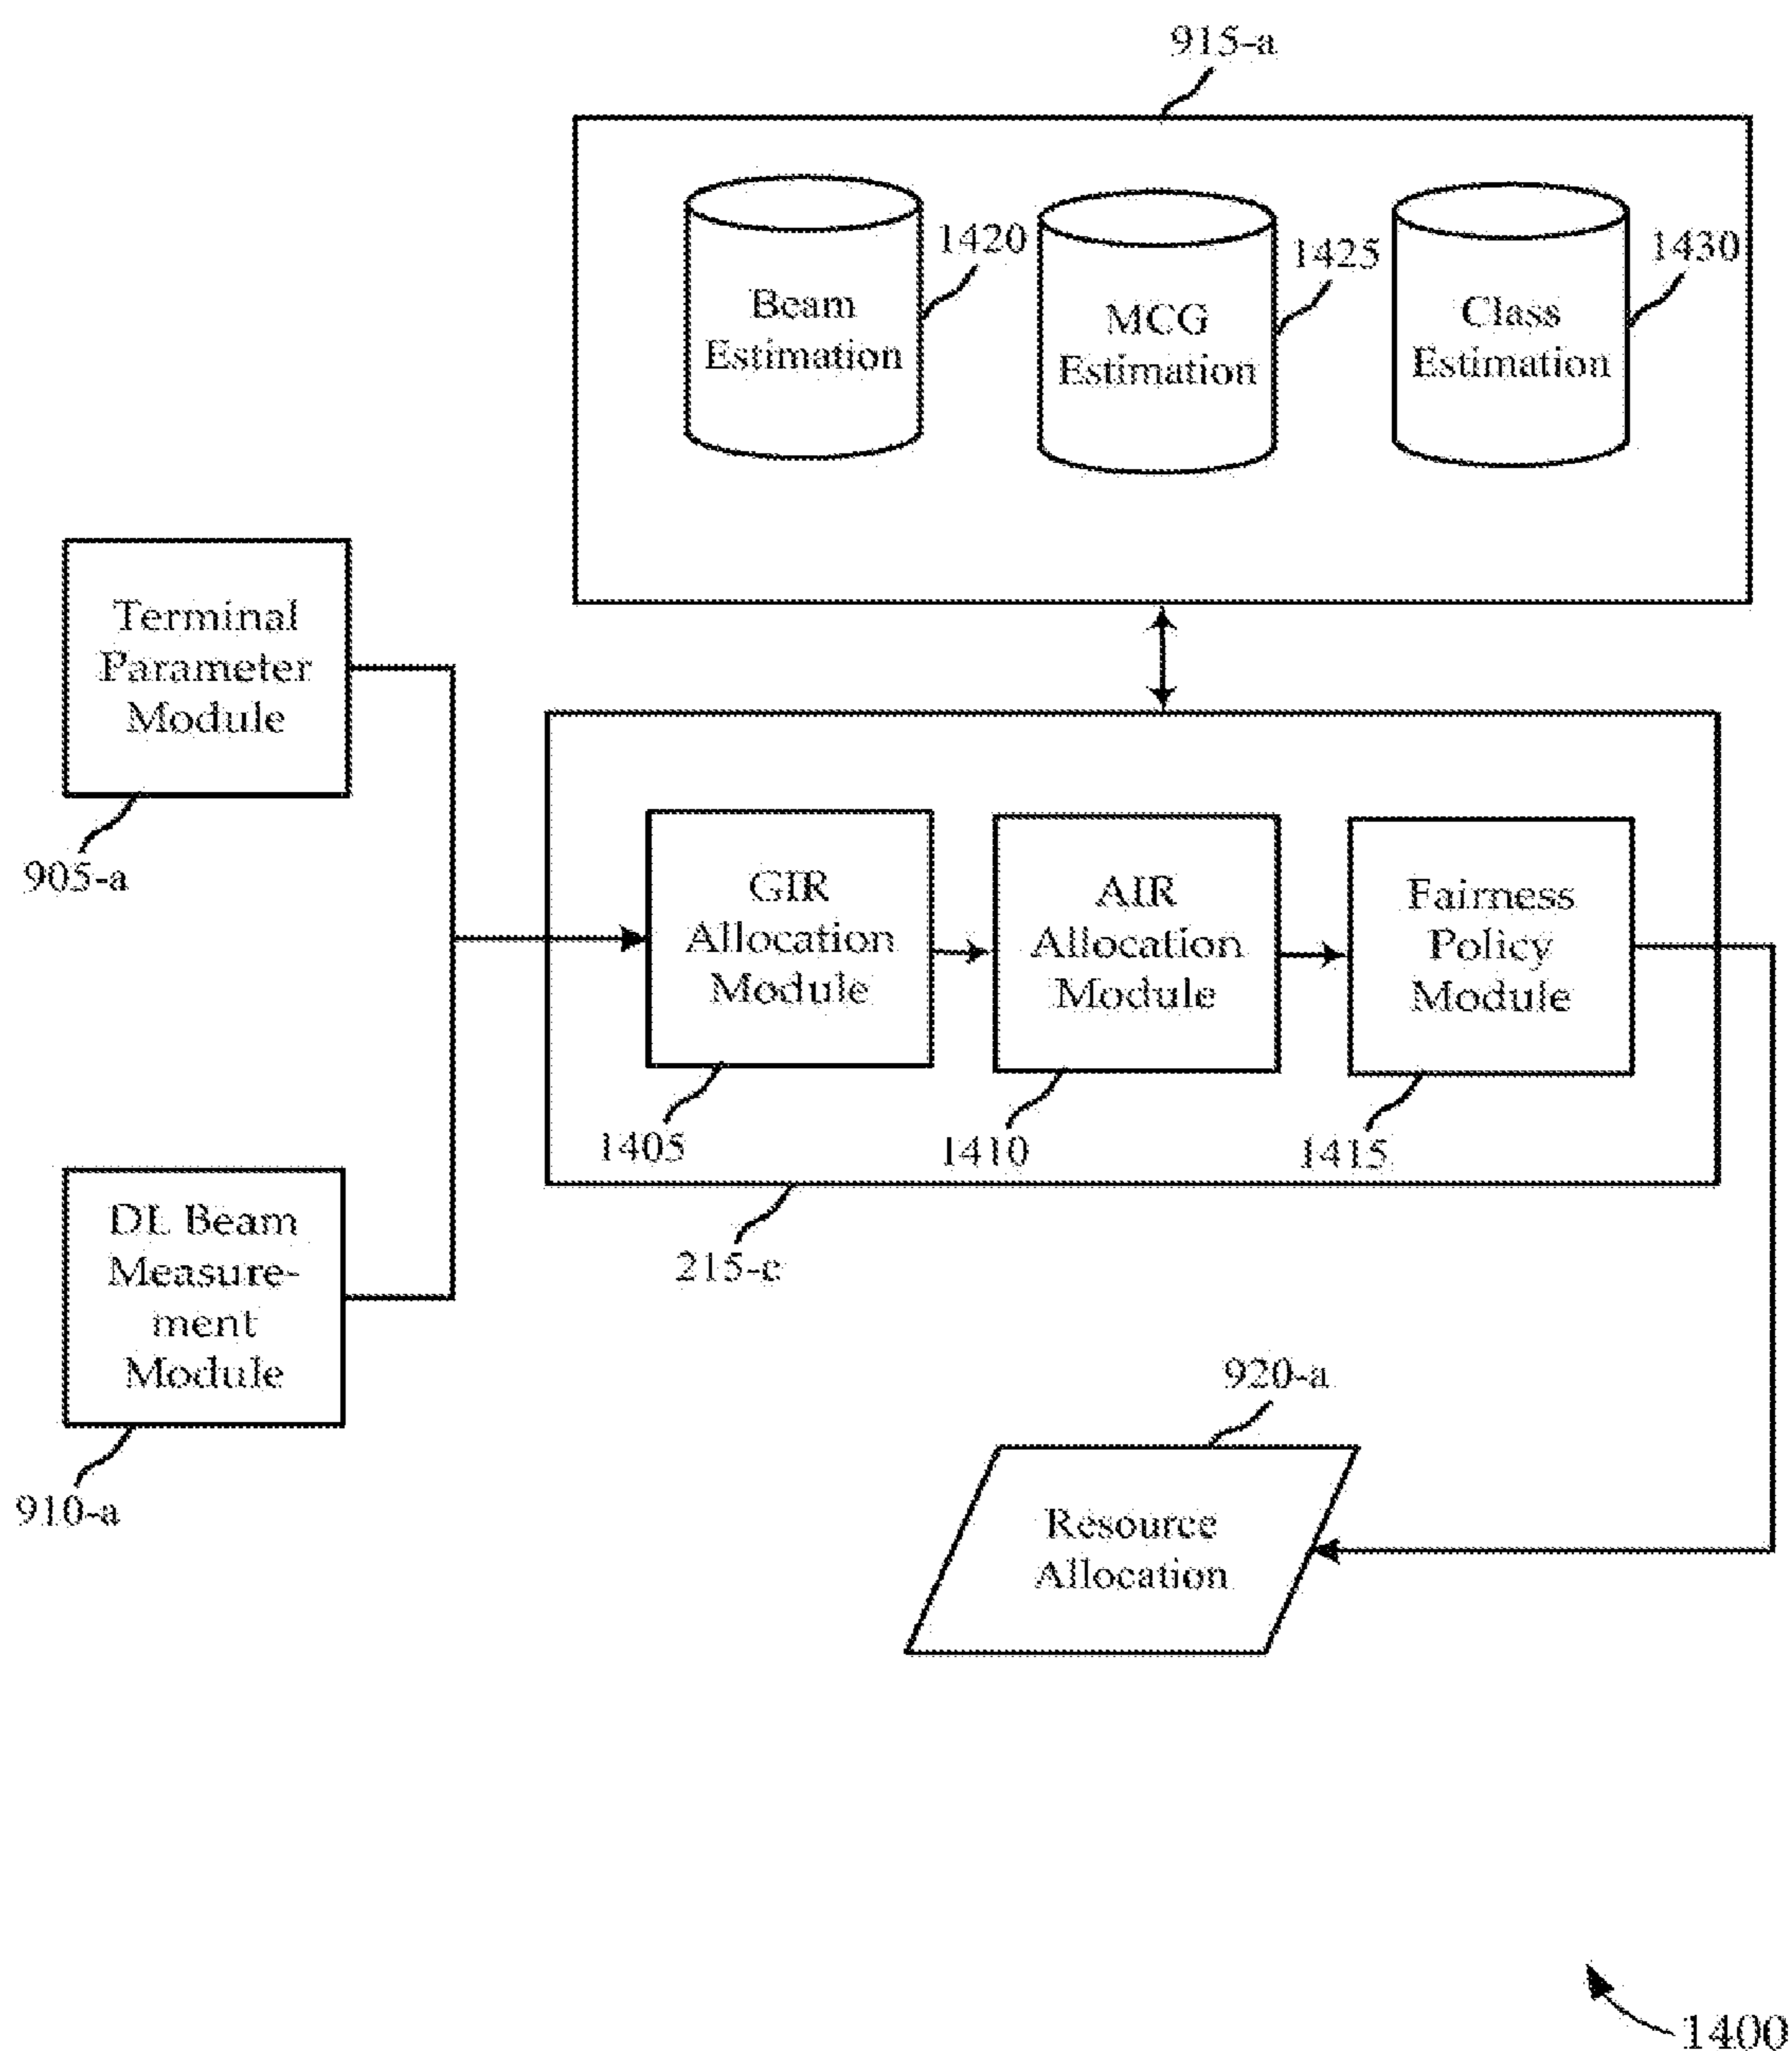 915-a
Beam
Estimation
1420
MCG
Estimation
1425
Class
Estimation
1430
Terminal
Parameter
Module
905-a
GIR
Allocation
Module
1405
AIR
Allocation
Module
1410
Fairness
Policy
Module
1415
215-e
DL Beam
Measure-
ment
Module
910-a
920-a
Resource
Allocation
1400